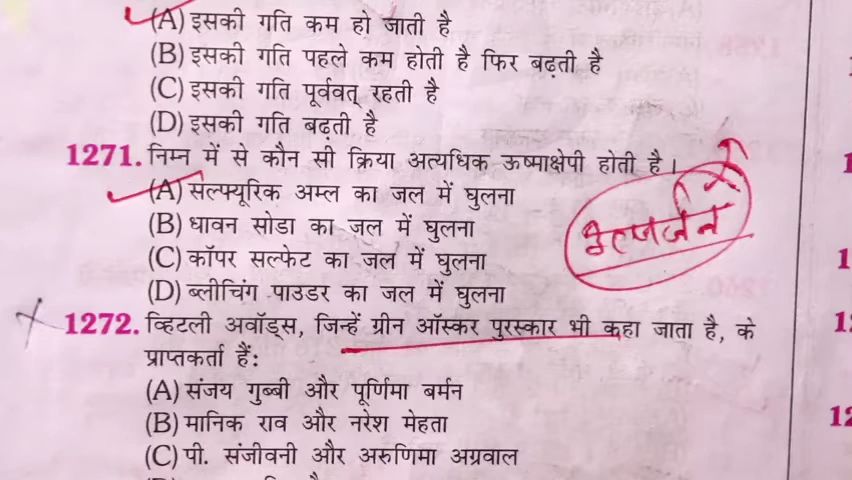 (A) इसकी गति कम हो जाती है
(B) इसकी गति पहले कम होती है फिर बढ़ती है
(C) इसकी गति पूर्ववत् रहती है
(D) इसकी गति बढ़ती है
1271. निम्न में से कौन सी क्रिया अत्यधिक ऊष्माक्षेपी होती है।
(A) सल्फ्यूरिक अम्ल का जल में घुलना
(B) धावन सोडा का जल में घुलना
(C) कॉपर सल्फेट का जल में घुलना
(D) ब्लीचिंग पाउडर का जल में घुलना
1272. व्हिटली अवॉड्स, जिन्हें ग्रीन ऑस्कर पुरस्कार भी कहा जाता है, के
प्राप्तकर्ता हैं:
(A) संजय गुब्बी और पूर्णिमा बर्मन
(B) मानिक राव और नरेश मेहता
(C) पी. संजीवनी और अरुणिमा अग्रवाल